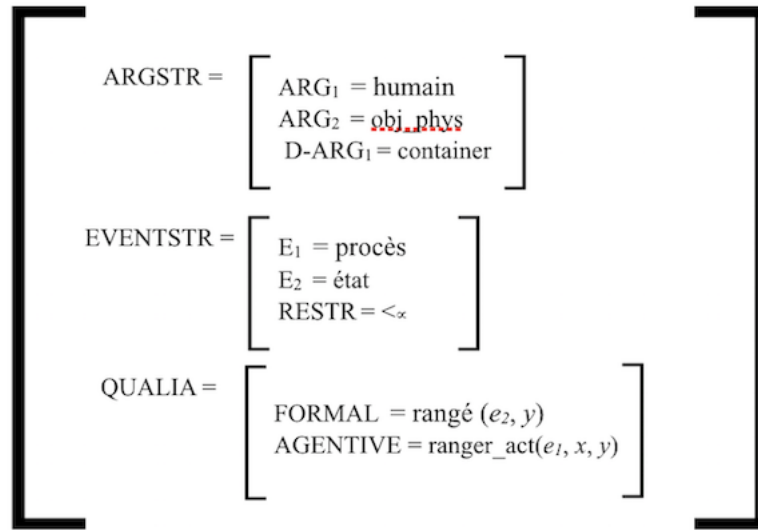 ARGSTR =
ARG₁ = humain
ARG₂ = obj_phys
D-ARG₁ = container
EVENTSTR =
E₁ = procès
E₂ = état
RESTR = <∝
QUALIA =
FORMAL = rangé (e₂, y)
AGENTIVE = ranger_act(e₁, x, y)